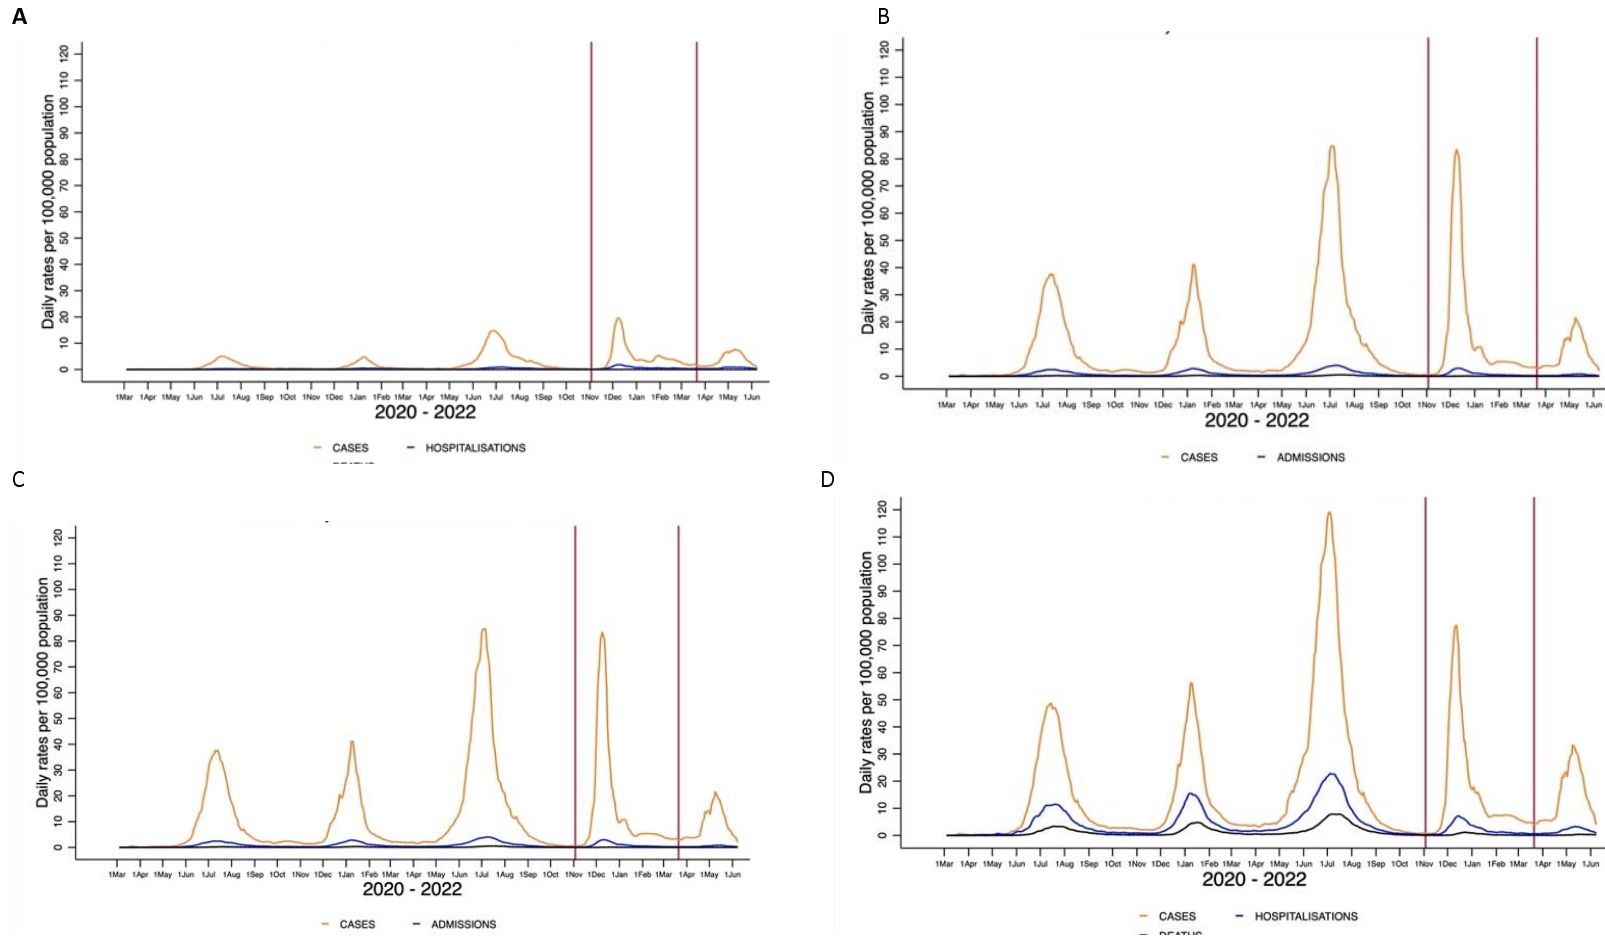 A
Daily rates per 100,000 population
0 10 20 30 40 50 60 70 80 90 100 110 120
1Mar 1Apr 1May 1Jun 1Jul 1Aug 1Sep 1Oct 1Nov 1Dec 1Jan 1Feb 1Mar 1Apr 1May 1Jun 1Jul 1Aug 1Sep 1Oct 1Nov 1Dec 1Jan 1Feb 1Mar 1Apr 1May 1Jun
2020 - 2022
CASES HOSPITALISATIONS
DEATHS
B
Daily rates per 100,000 population
0 10 20 30 40 50 60 70 80 90 100 110 120
1Mar 1Apr 1May 1Jun 1Jul 1Aug 1Sep 1Oct 1Nov 1Dec 1Jan 1Feb 1Mar 1Apr 1May 1Jun 1Jul 1Aug 1Sep 1Oct 1Nov 1Dec 1Jan 1Feb 1Mar 1Apr 1May 1Jun
2020 - 2022
CASES ADMISSIONS
C
Daily rates per 100,000 population
0 10 20 30 40 50 60 70 80 90 100 110 120
1Mar 1Apr 1May 1Jun 1Jul 1Aug 1Sep 1Oct 1Nov 1Dec 1Jan 1Feb 1Mar 1Apr 1May 1Jun 1Jul 1Aug 1Sep 1Oct 1Nov 1Dec 1Jan 1Feb 1Mar 1Apr 1May 1Jun
2020 - 2022
CASES ADMISSIONS
D
Daily rates per 100,000 population
0 10 20 30 40 50 60 70 80 90 100 110 120
1Mar 1Apr 1May 1Jun 1Jul 1Aug 1Sep 1Oct 1Nov 1Dec 1Jan 1Feb 1Mar 1Apr 1May 1Jun 1Jul 1Aug 1Sep 1Oct 1Nov 1Dec 1Jan 1Feb 1Mar 1Apr 1May 1Jun
2020 - 2022
CASES HOSPITALISATIONS
DEATHS